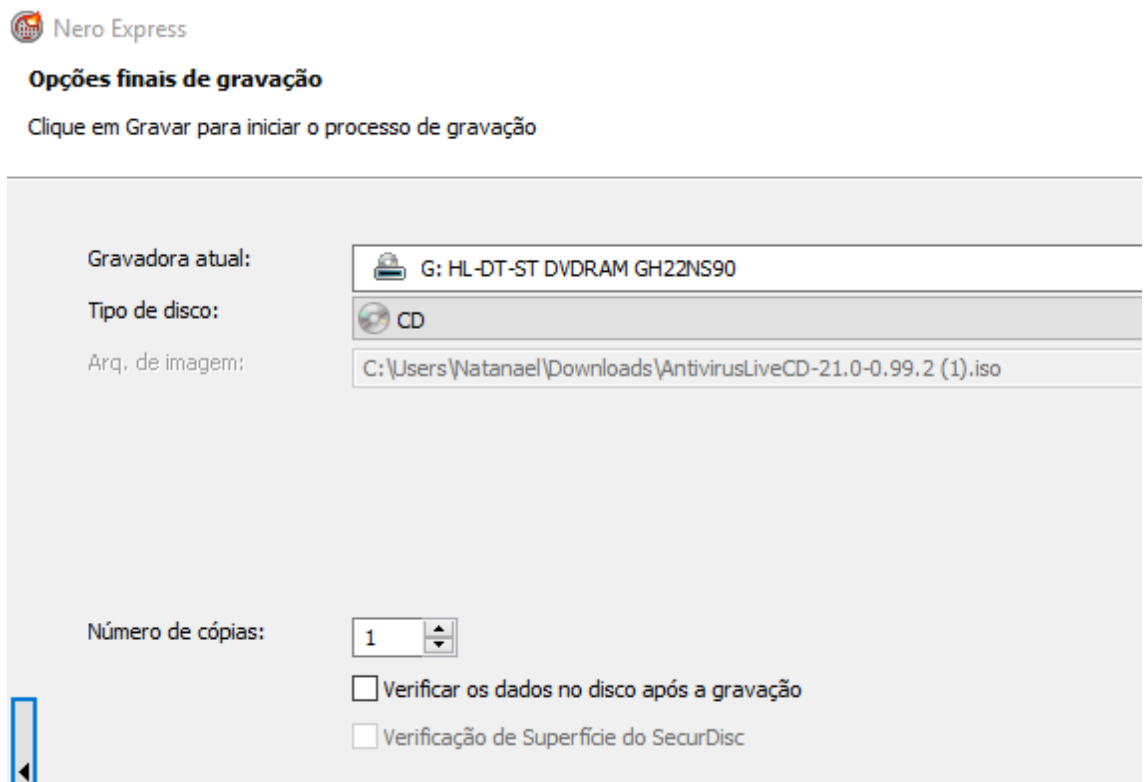 Nero Express
Opções finais de gravação
Clique em Gravar para iniciar o processo de gravação
Gravadora atual: G: HL-DT-ST DVDRAM GH22NS90
Tipo de disco: CD
Arq. de imagem: C:\Users\Natanael\Downloads\AntivirusLiveCD-21.0-0.99.2 (1).iso
Número de cópias: 1
Verificar os dados no disco após a gravação
Verificação de Superfície do SecurDisc